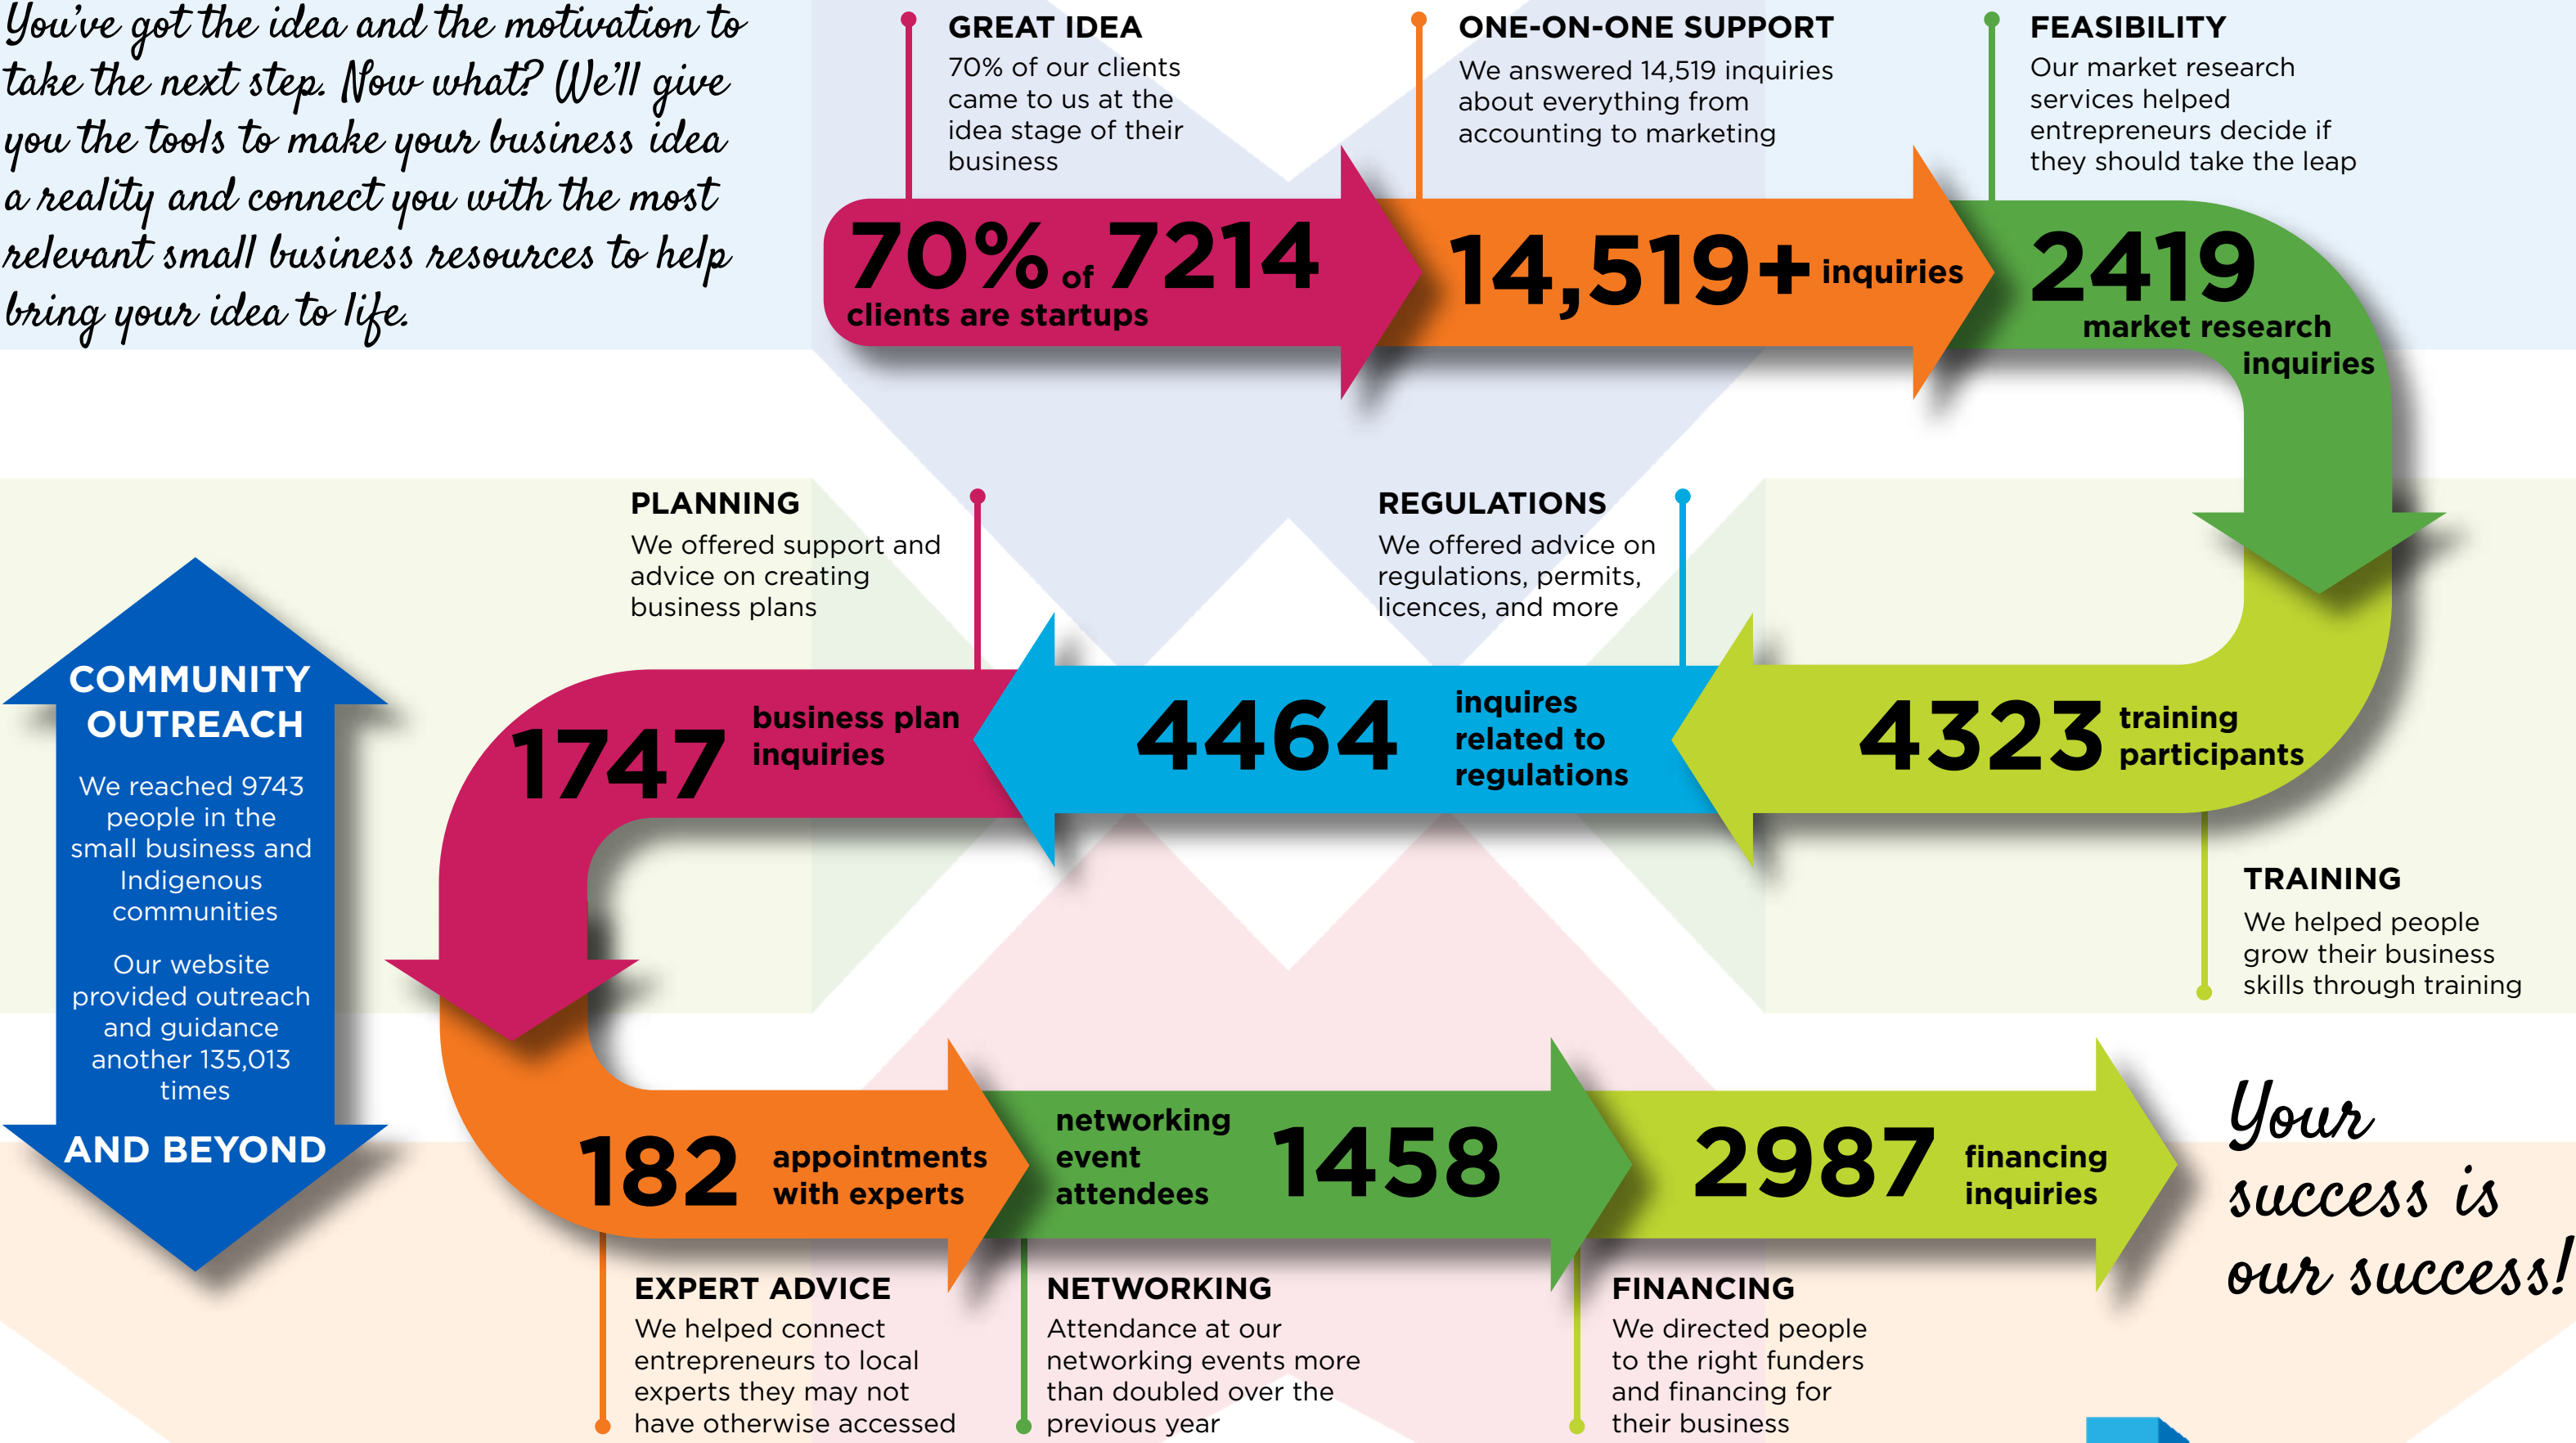 You've got the idea and the motivation to
take the next step. Now what? We'll give
you the tools to make your business idea
a reality and connect you with the most
relevant small business resources to help
bring your idea to life.
GREAT IDEA
70% of our clients
came to us at the
idea stage of their
business
ONE-ON-ONE SUPPORT
We answered 14,519 inquiries
about everything from
accounting to marketing
FEASIBILITY
Our market research
services helped
entrepreneurs decide if
they should take the leap
70% of 7214
clients are startups
14,519+ inquiries
2419
market research
inquiries
PLANNING
We offered support and
advice on creating
business plans
REGULATIONS
We offered advice on
regulations, permits,
licences, and more
4323 training
participants
4464 inquires
related to
regulations
1747 business plan
inquiries
TRAINING
We helped people
grow their business
skills through training
COMMUNITY
OUTREACH
We reached 9743
people in the
small business and
Indigenous
communities
Our website
provided outreach
and guidance
another 135,013
times
AND BEYOND
182 appointments
with experts
networking
event
attendees 1458
2987 financing
inquiries
EXPERT ADVICE
We helped connect
entrepreneurs to local
experts they may not
have otherwise accessed
NETWORKING
Attendance at our
networking events more
than doubled over the
previous year
FINANCING
We directed people
to the right funders
and financing for
their business
Your
success is
our success!